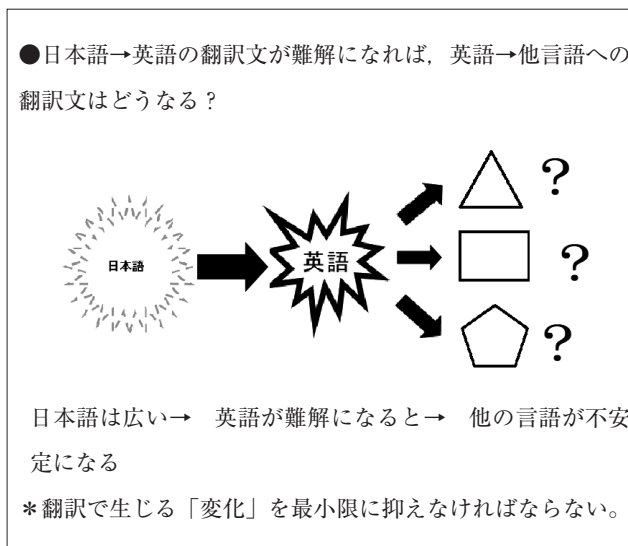 ●日本語→英語の翻訳文が難解になれば，英語→他言語への
翻訳文はどうなる？
？
日本語
英語
？
？
日本語は広い→　英語が難解になると→　他の言語が不安
定になる
＊翻訳で生じる「変化」を最小限に抑えなければならない。